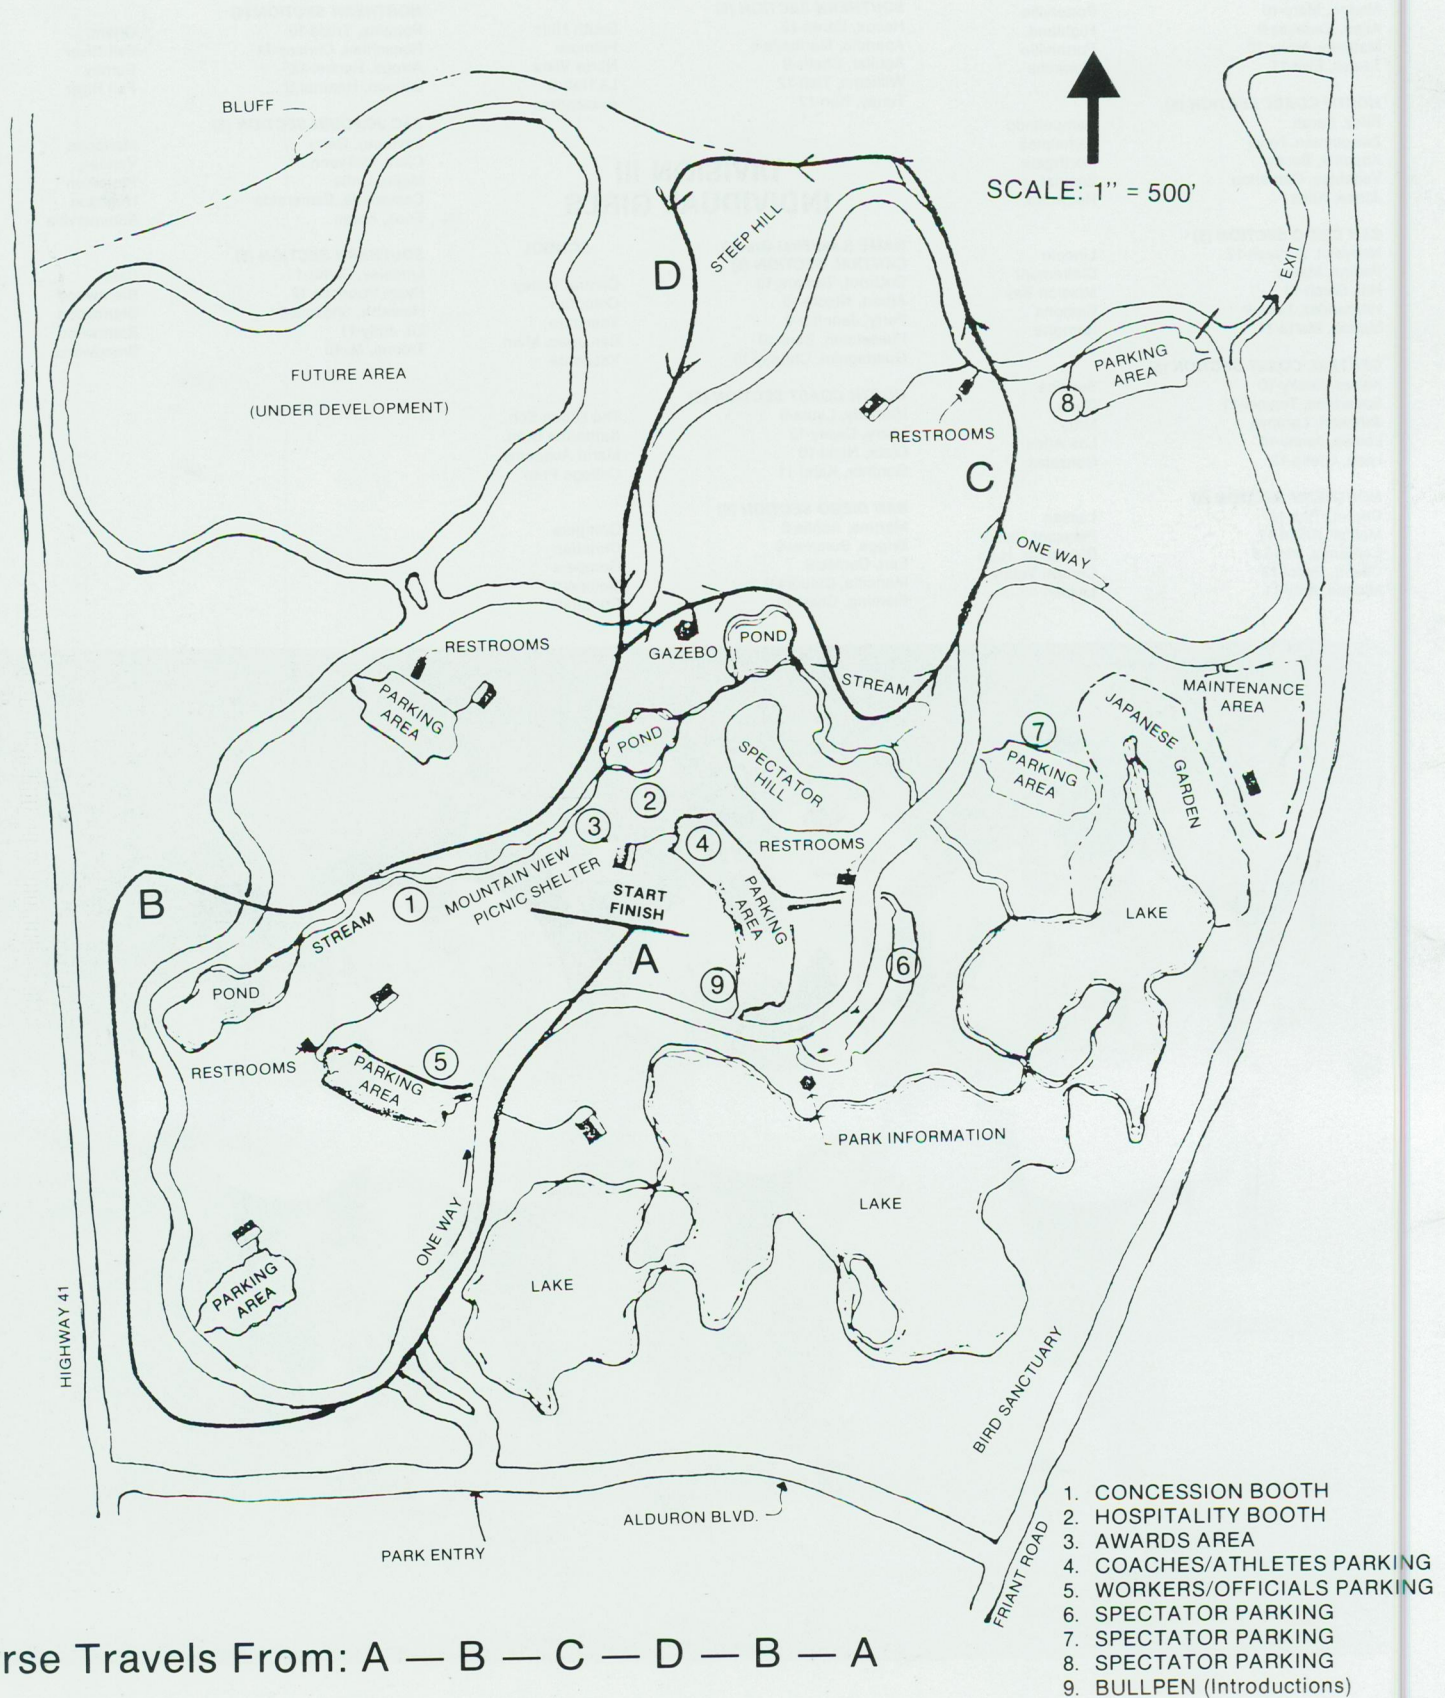 BLUFF
SCALE: 1" = 500'
STEEP HILL
D
EXIT
FUTURE AREA
(UNDER DEVELOPMENT)
PARKING
AREA
8
RESTROOMS
C
ONE WAY
RESTROOMS
GAZEBO
POND
STREAM
PARKING
AREA
MAINTENANCE
AREA
JAPANESE
GARDEN
7
PARKING
AREA
POND
SPECTATOR
HILL
2
3
4
RESTROOMS
MOUNTAIN VIEW
PICNIC SHELTER
START
FINISH
PARKING
AREA
B
1
STREAM
LAKE
A
6
9
POND
RESTROOMS
5
PARKING
AREA
PARK INFORMATION
LAKE
ONE WAY
LAKE
PARKING
AREA
HIGHWAY 41
BIRD SANCTUARY
ALDURON BLVD.
PARK ENTRY
FRIANT ROAD
1. CONCESSION BOOTH
2. HOSPITALITY BOOTH
3. AWARDS AREA
4. COACHES/ATHLETES PARKING
5. WORKERS/OFFICIALS PARKING
6. SPECTATOR PARKING
7. SPECTATOR PARKING
8. SPECTATOR PARKING
9. BULLPEN (Introductions)
rse Travels From: A — B — C — D — B — A